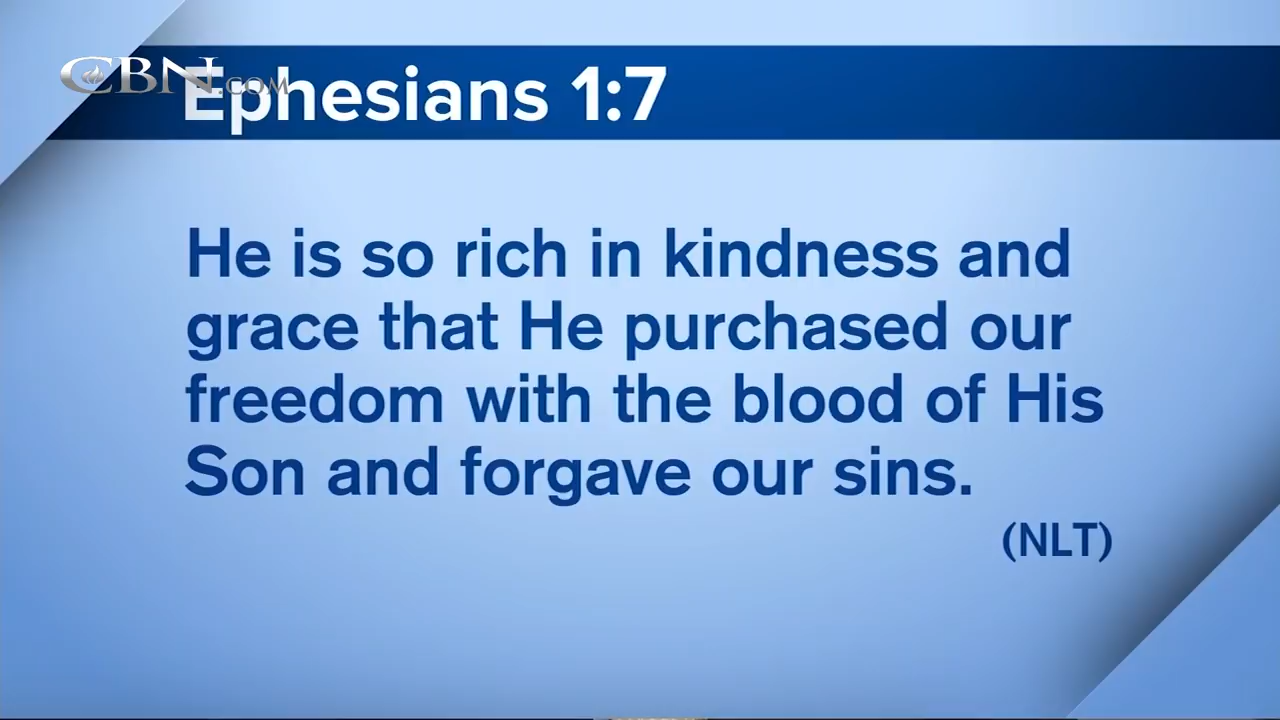 CBN.COM
Ephesians 1:7
He is so rich in kindness and
grace that He purchased our
freedom with the blood of His
Son and forgave our sins.
(NLT)